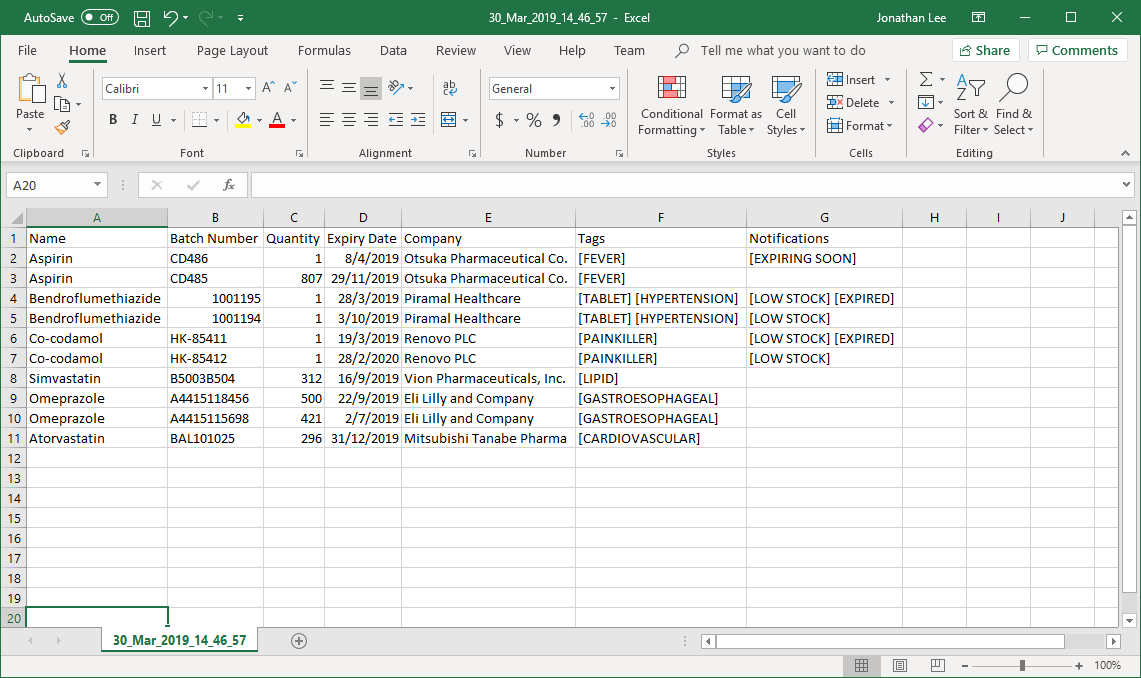 AutoSave Off 30_Mar_2019_14_46_57 - Excel Jonathan Lee
File Home Insert Page Layout Formulas Data Review View Help Team Tell me what you want to do Share Comments
Paste Calibri 11 A A ab c General Conditional Formatting Format as Table Cell Styles Insert Delete Format Sort & Filter Find & Select
B I U A $ % 9 .00 .0
Clipboard Font Alignment Number Styles Cells Editing
A20 fx
A B C D E F G H I J
1 Name Batch Number Quantity Expiry Date Company Tags Notifications
2 Aspirin CD486 1 8/4/2019 Otsuka Pharmaceutical Co. [FEVER] [EXPIRING SOON]
3 Aspirin CD485 807 29/11/2019 Otsuka Pharmaceutical Co. [FEVER]
4 Bendroflumethiazide 1001195 1 28/3/2019 Piramal Healthcare [TABLET] [HYPERTENSION] [LOW STOCK] [EXPIRED]
5 Bendroflumethiazide 1001194 1 3/10/2019 Piramal Healthcare [TABLET] [HYPERTENSION] [LOW STOCK]
6 Co-codamol HK-85411 1 19/3/2019 Renovo PLC [PAINKILLER] [LOW STOCK] [EXPIRED]
7 Co-codamol HK-85412 1 28/2/2020 Renovo PLC [PAINKILLER] [LOW STOCK]
8 Simvastatin B5003B504 312 16/9/2019 Vion Pharmaceuticals, Inc. [LIPID]
9 Omeprazole A4415118456 500 22/9/2019 Eli Lilly and Company [GASTROESOPHAGEAL]
10 Omeprazole A4415115698 421 2/7/2019 Eli Lilly and Company [GASTROESOPHAGEAL]
11 Atorvastatin BAL101025 296 31/12/2019 Mitsubishi Tanabe Pharma [CARDIOVASCULAR]
12
13
14
15
16
17
18
19
20
30_Mar_2019_14_46_57
100%